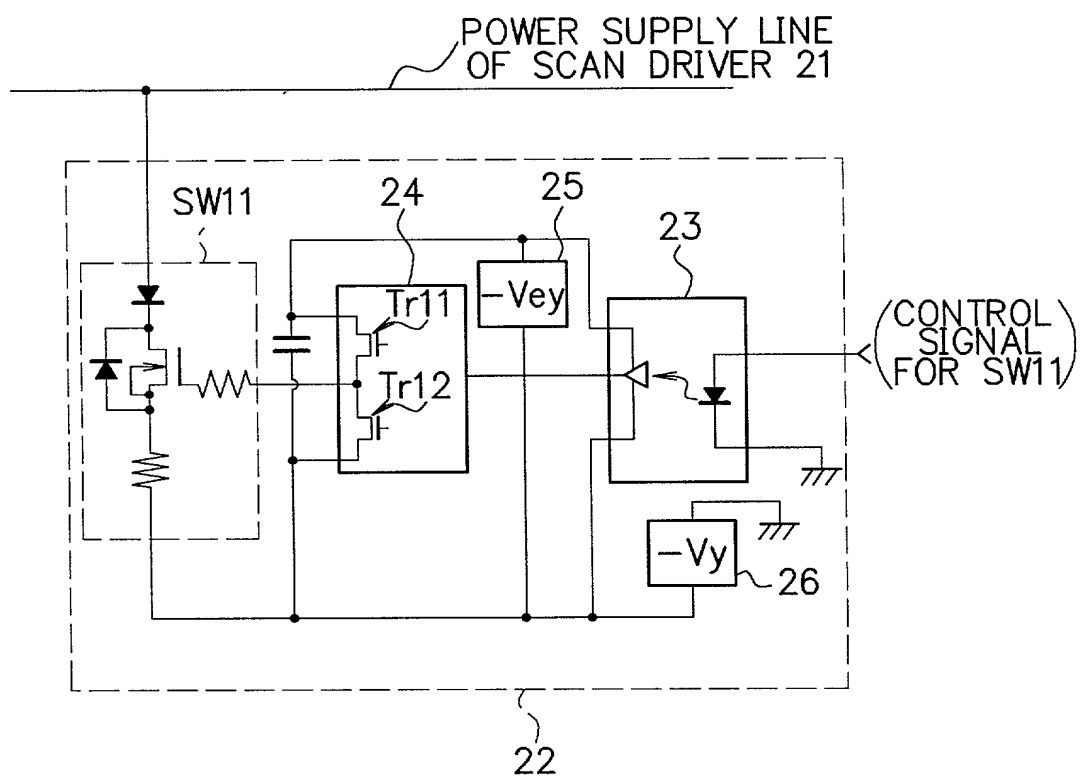 POWER SUPPLY LINE
OF SCAN DRIVER 21
SW11
24
25
23
Tr11
-Vey
(CONTROL
SIGNAL
FOR SW11)
Tr12
-Vy
26
22